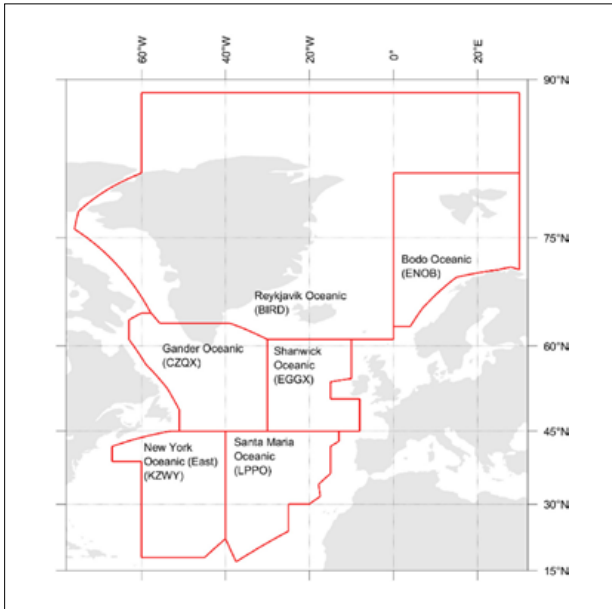 60°W
40°W
20°W
0°
20°E
90°N
75°N
Bodo Oceanic
(ENOB)
Reykjavik Oceanic
(BIRD)
60°N
Gander Oceanic
(CZQX)
Shanwick
Oceanic
(EGGX)
45°N
New York
Oceanic (East)
(KZWY)
Santa Maria
Oceanic
(LPPO)
30°N
15°N